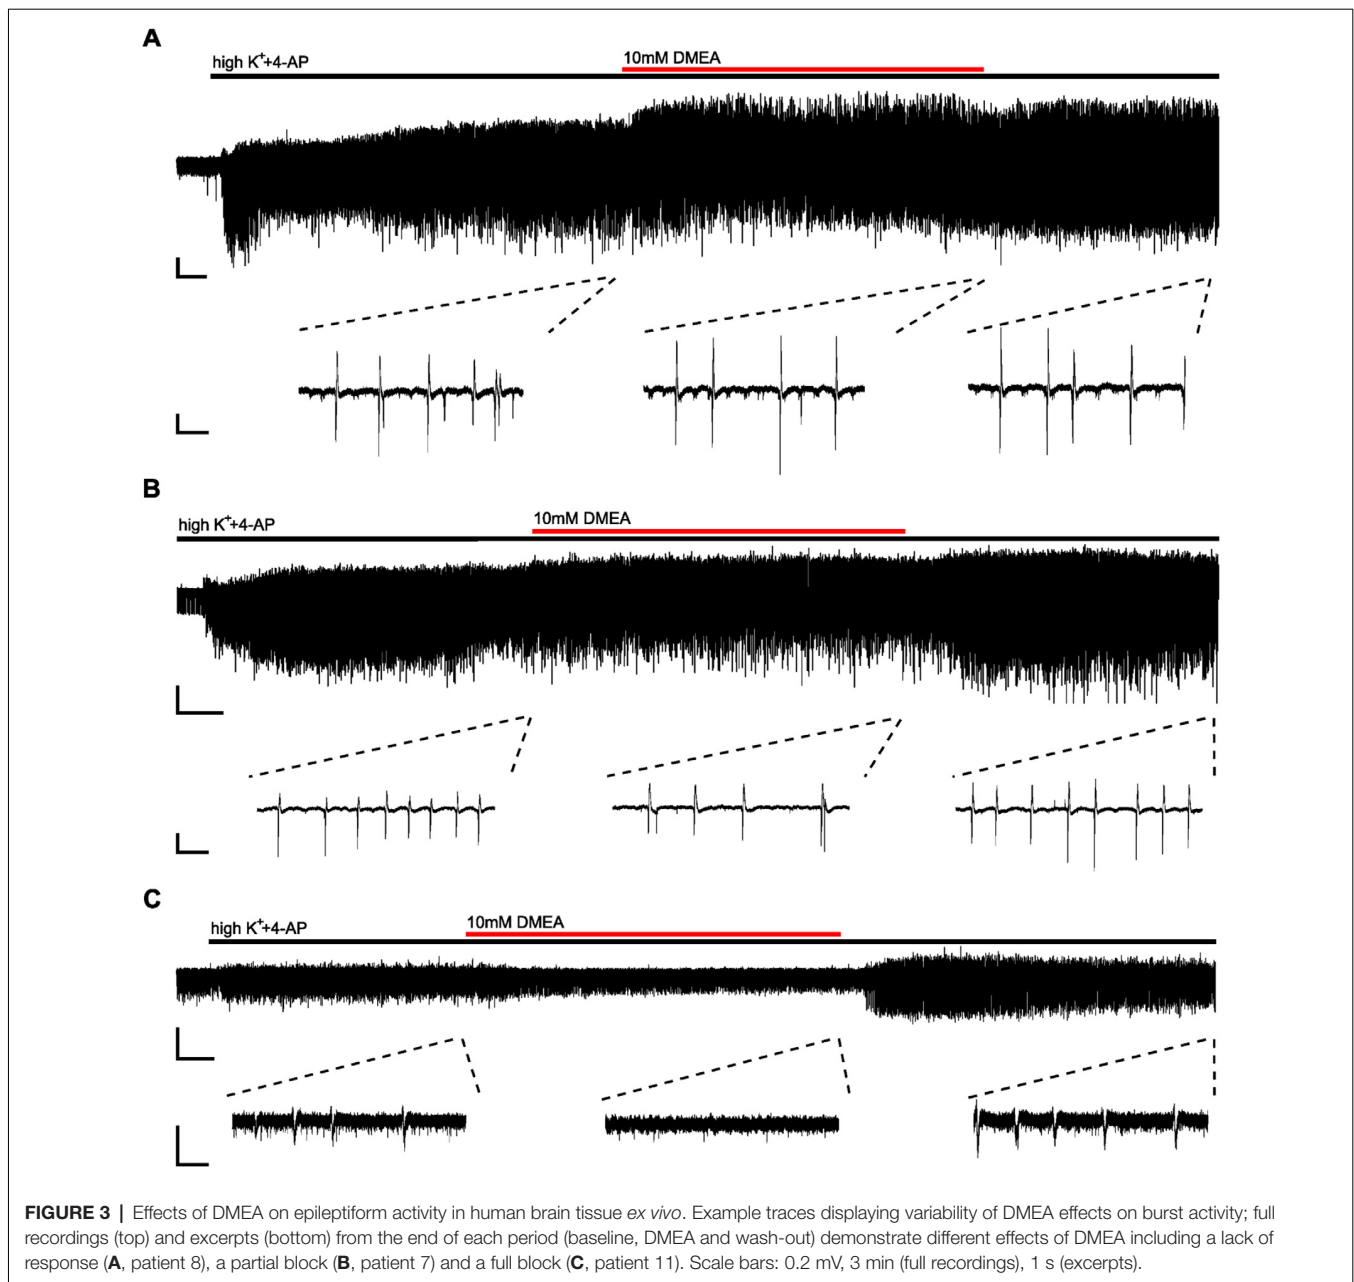 A
high K⁺+4-AP
10mM DMEA
B
high K⁺+4-AP
10mM DMEA
C
high K⁺+4-AP
10mM DMEA
FIGURE 3 | Effects of DMEA on epileptiform activity in human brain tissue ex vivo. Example traces displaying variability of DMEA effects on burst activity; full
recordings (top) and excerpts (bottom) from the end of each period (baseline, DMEA and wash-out) demonstrate different effects of DMEA including a lack of
response (A, patient 8), a partial block (B, patient 7) and a full block (C, patient 11). Scale bars: 0.2 mV, 3 min (full recordings), 1 s (excerpts).